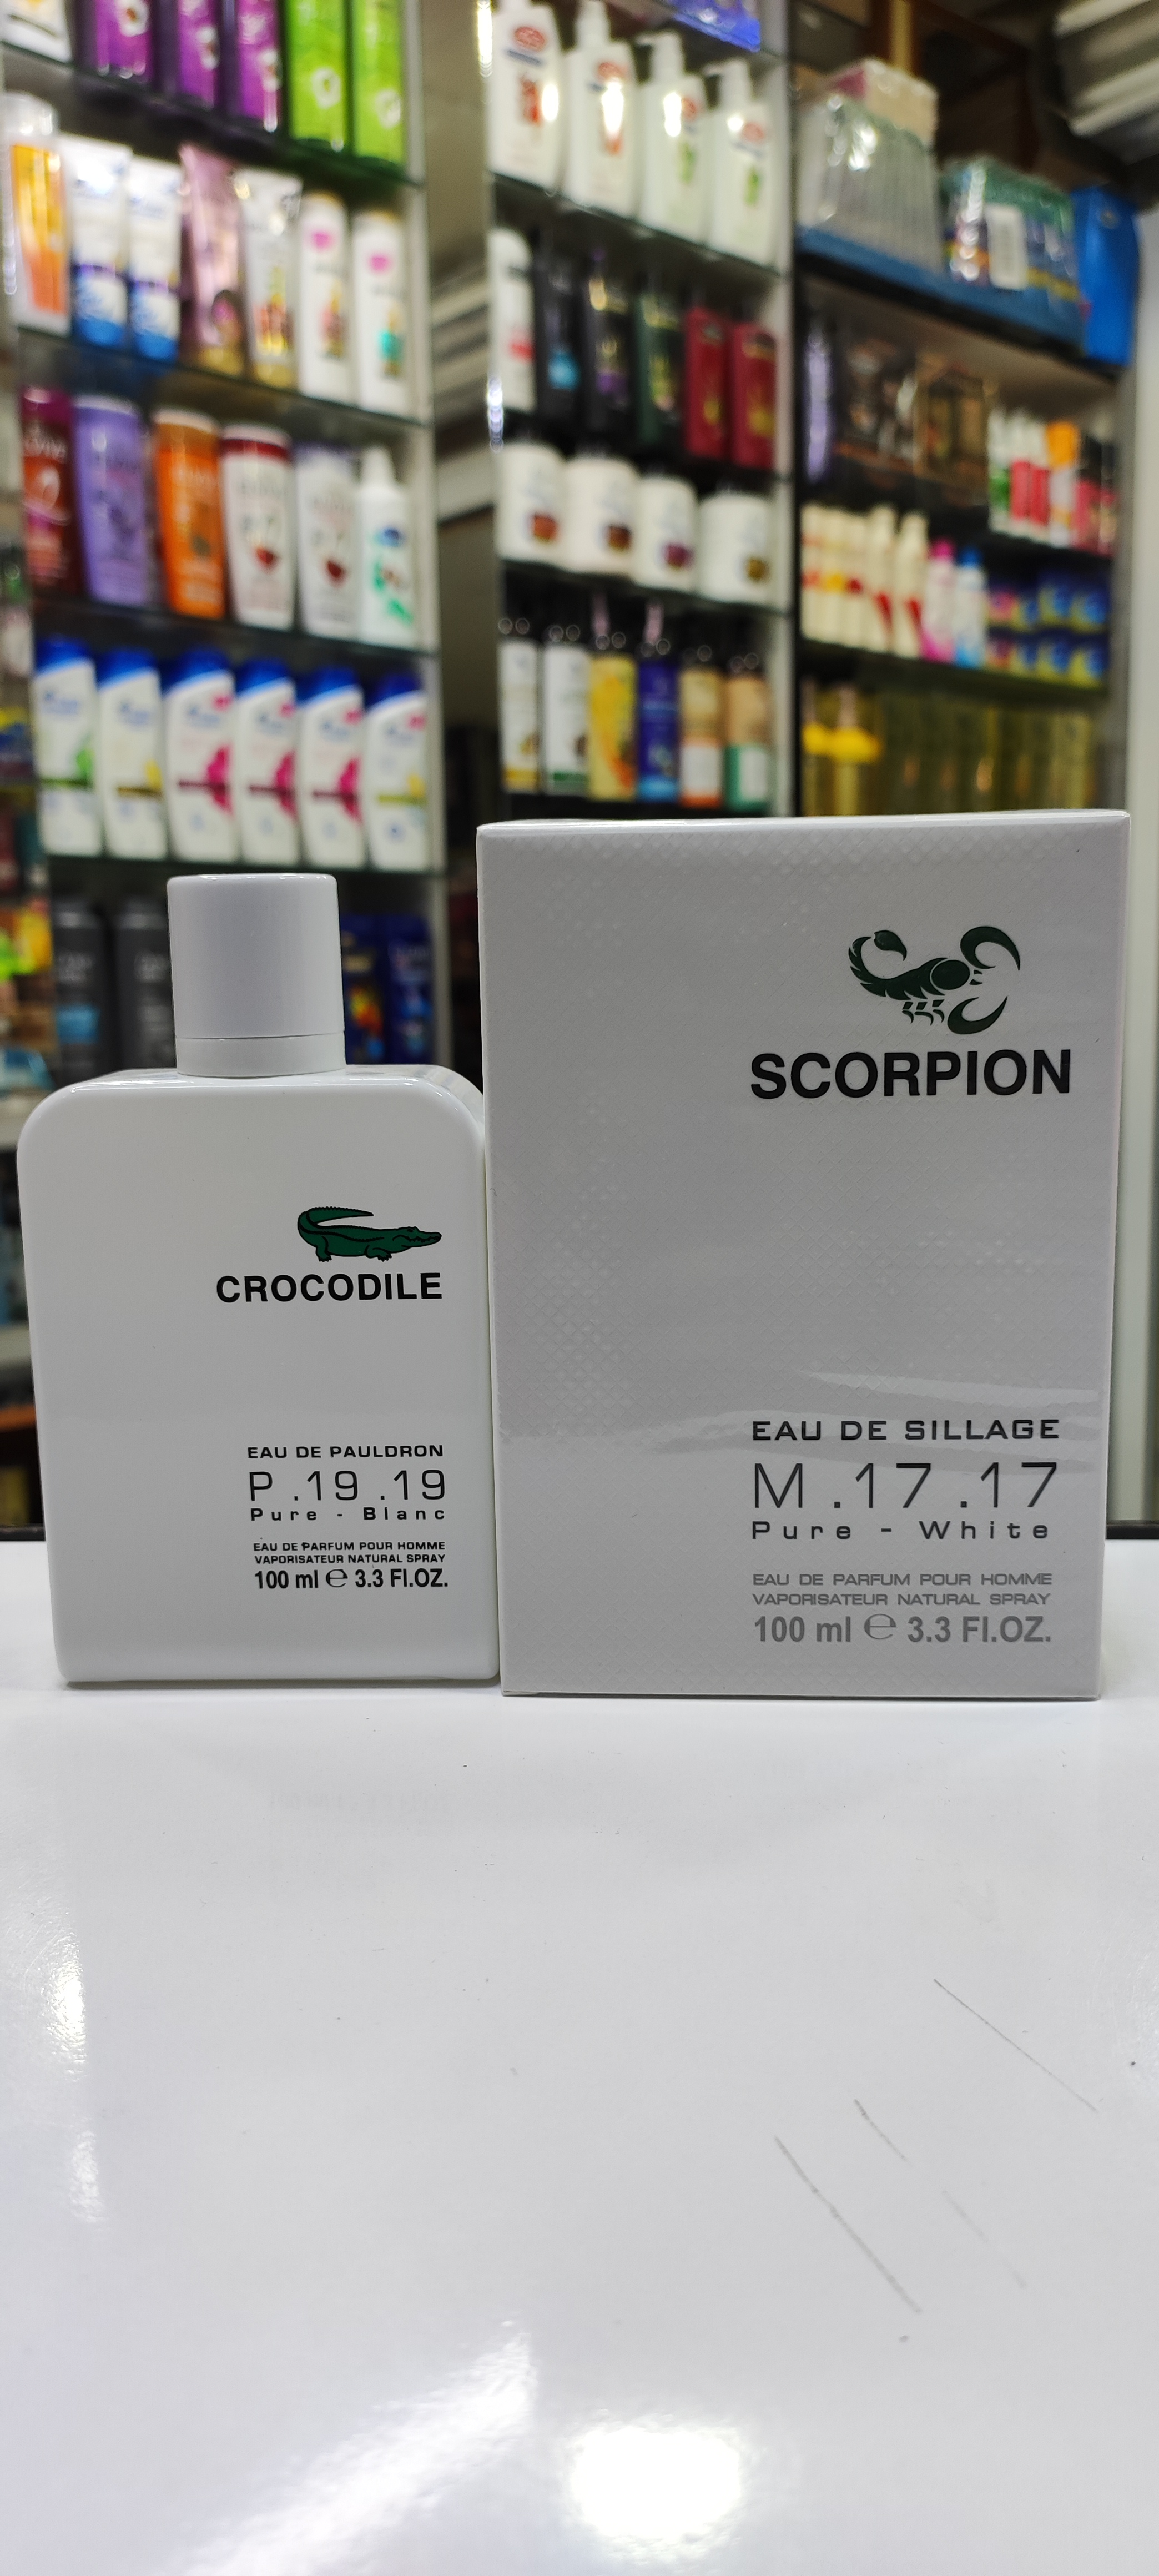 CROCODILE
EAU DE PAULDRON
P .19 .19
Pure - Blanc
EAU DE PARFUM POUR HOMME
VAPORISATEUR NATURAL SPRAY
100 ml ℮ 3.3 Fl.OZ.
SCORPION
EAU DE SILLAGE
M .17 .17
Pure - White
EAU DE PARFUM POUR HOMME
VAPORISATEUR NATURAL SPRAY
100 ml ℮ 3.3 Fl.OZ.